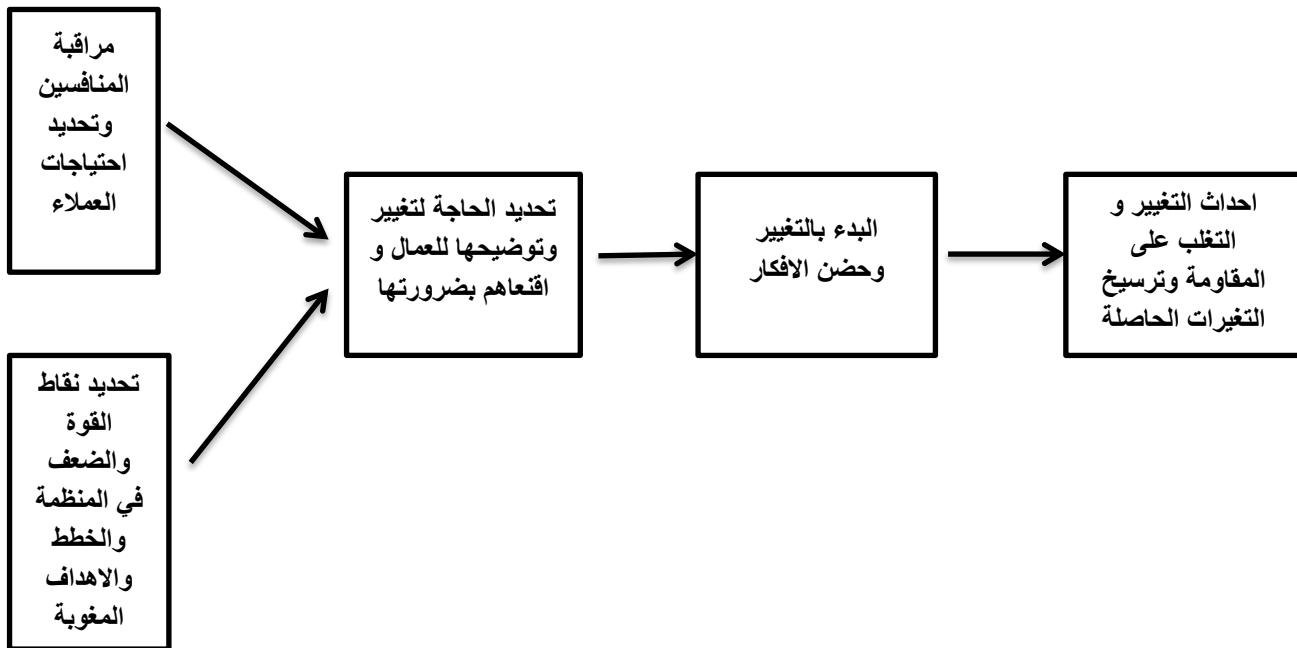 مراقبة
المنافسين
وتحديد
احتياجات
العملاء
تحديد نقاط
القوة
والضعف
في المنظمة
والخطط
والاهداف
المغوبة
تحديد الحاجة لتغيير
وتوضيحها للعمال و
اقنعاهم بضرورتها
البدء بالتغيير
وحضن الافكار
احداث التغيير و
التغلب على
المقاومة وترسيخ
التغيرات الحاصلة